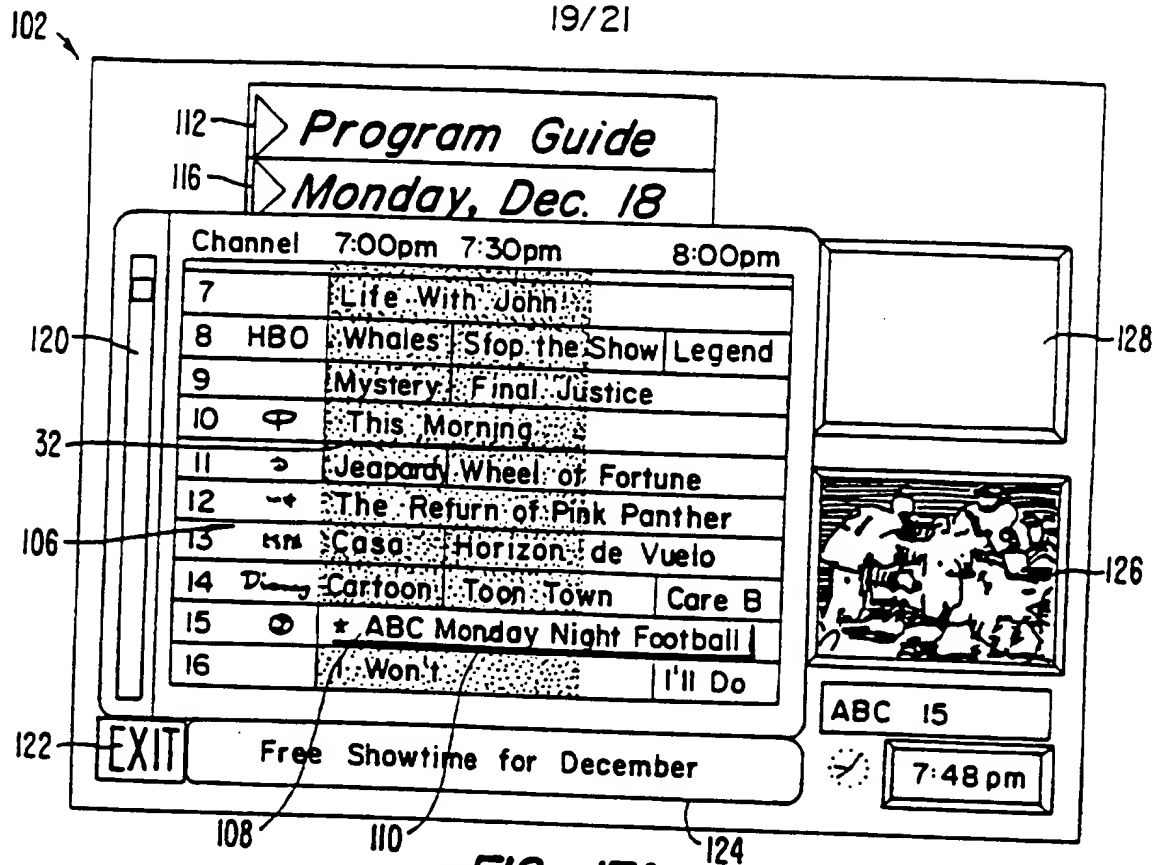 19/21
102
112
Program Guide
116
Monday, Dec. 18
Channel 7:00pm 7:30pm 8:00pm
7 Life With John
120
8 HBO Whales Stop the Show Legend
128
9 Mystery Final Justice
10 This Morning
32
11 Jeapardy Wheel of Fortune
12 The Return of Pink Panther
106
13 Casa Horizon de Vuelo
126
14 Disney Cartoon Toon Town Care B
15 * ABC Monday Night Football
16 I Won't I'll Do
ABC 15
122
EXIT
Free Showtime for December
7:48pm
108
110
124